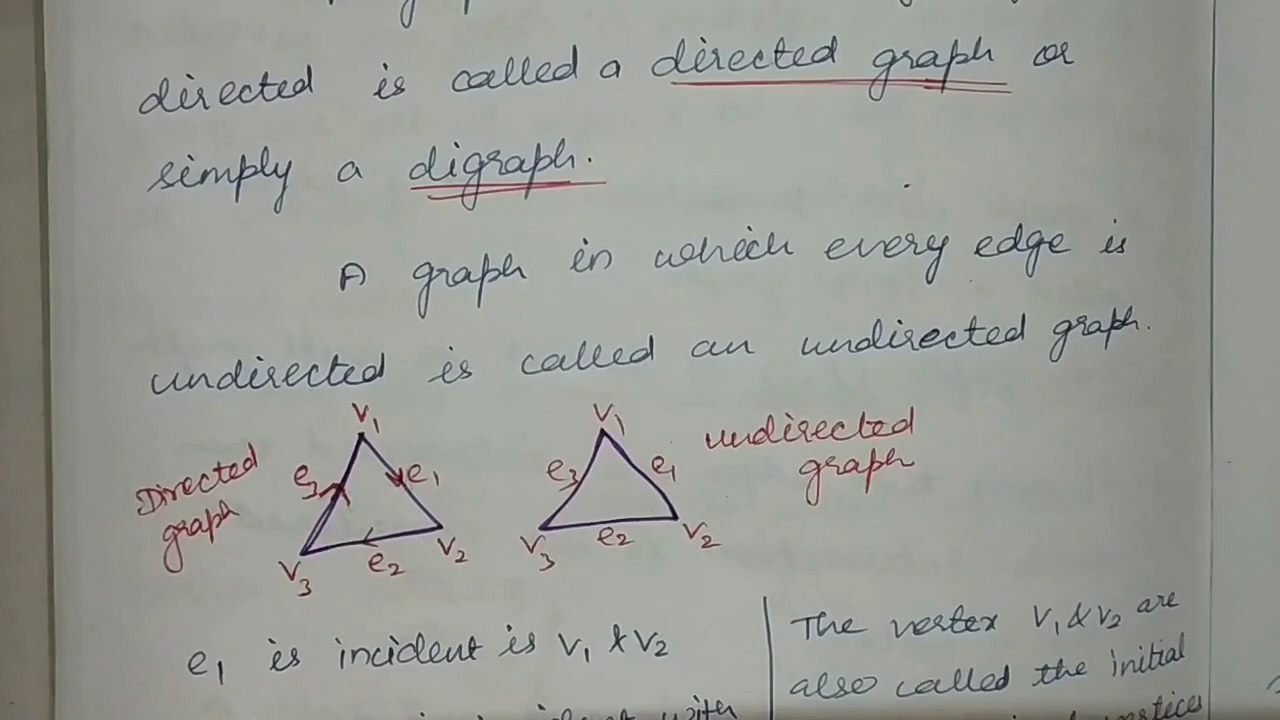 directed is called a directed graph or
simply a digraph.
A graph in which every edge is
undirected is called an undirected graph.
Directed
graph
V1
e3
e1
e2
V3
V2
V1
e3
e1
e2
V3
V2
undirected
graph
e1 is incident is V1 & V2
with
The vertex V1 & V2 are
also called the initial
vertices